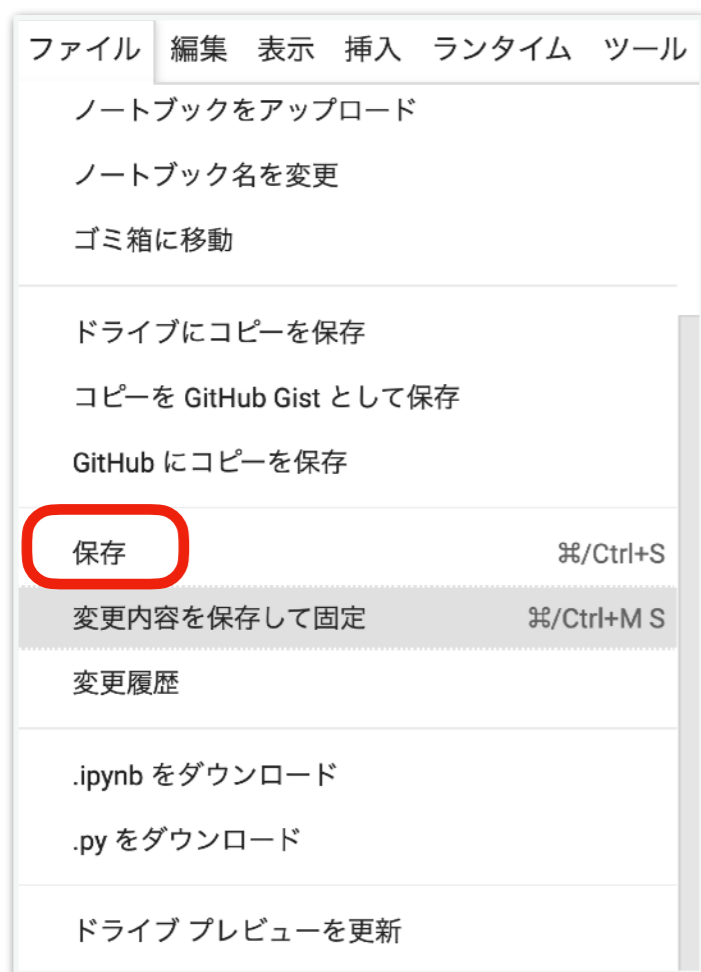 ファイル 編集 表示 挿入 ランタイム ツール
ノートブックをアップロード
ノートブック名を変更
ゴミ箱に移動
ドライブにコピーを保存
コピーを GitHub Gist として保存
GitHub にコピーを保存
保存 ⌘/Ctrl+S
変更内容を保存して固定 ⌘/Ctrl+M S
変更履歴
.ipynb をダウンロード
.py をダウンロード
ドライブ プレビューを更新